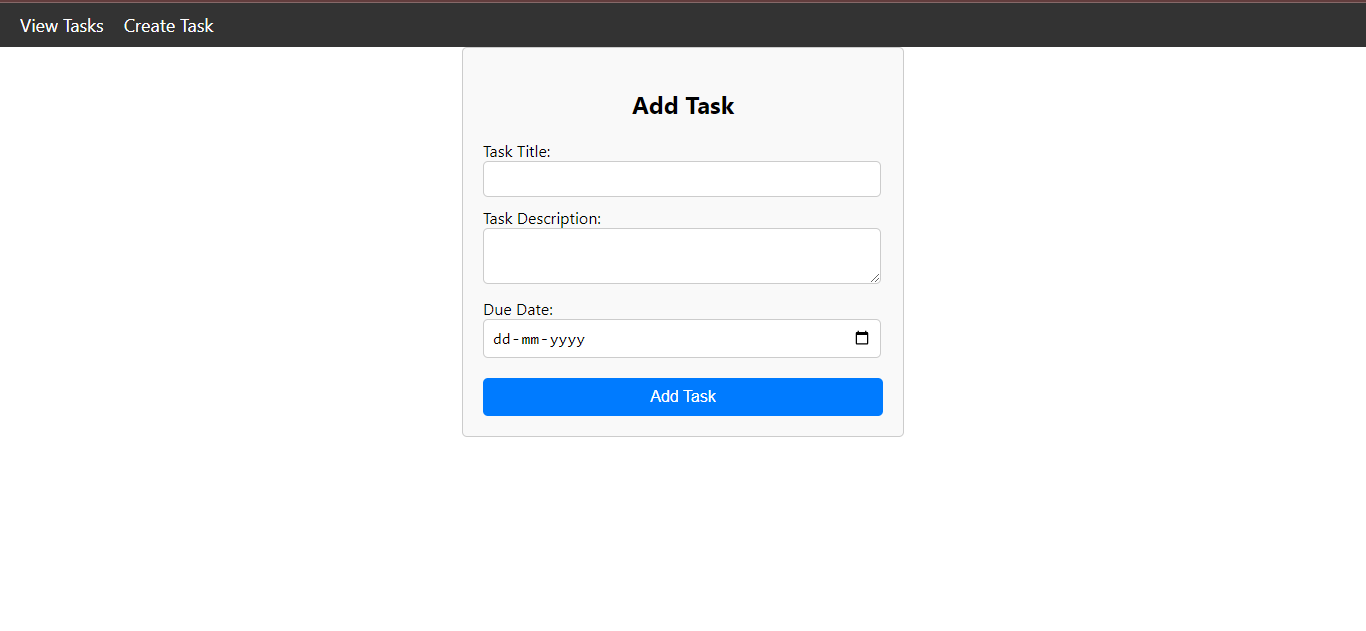 View Tasks Create Task
Add Task
Task Title:
Task Description:
Due Date:
dd-mm-yyyy
Add Task